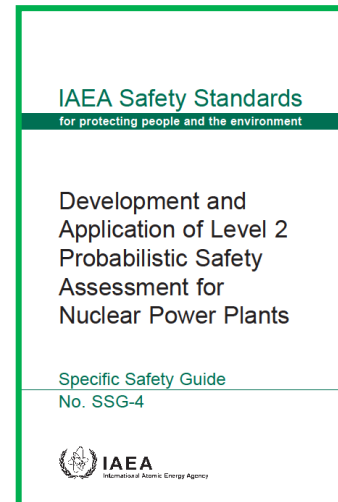 IAEA Safety Standards
for protecting people and the environment
Development and
Application of Level 2
Probabilistic Safety
Assessment for
Nuclear Power Plants
Specific Safety Guide
No. SSG-4
IAEA
International Atomic Energy Agency